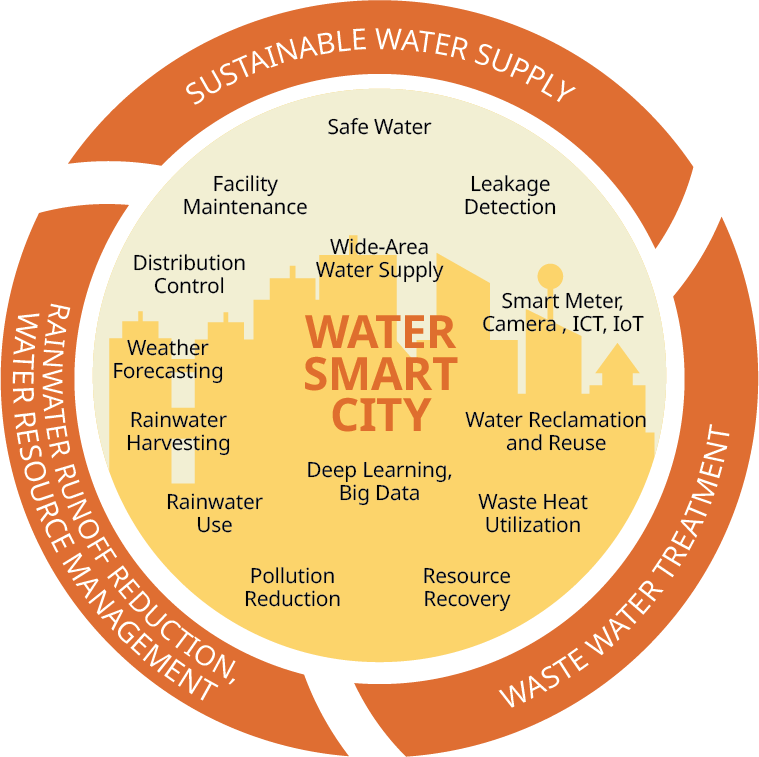 SUSTAINABLE WATER SUPPLY
Safe Water
Facility
Maintenance
Leakage
Detection
Wide-Area
Water Supply
Distribution
Control
Smart Meter,
Camera , ICT, IoT
WATER
SMART
CITY
Weather
Forecasting
Rainwater
Harvesting
Water Reclamation
and Reuse
Deep Learning,
Big Data
Rainwater
Use
Waste Heat
Utilization
Pollution
Reduction
Resource
Recovery
RAINWATER RUNOFF REDUCTION,
WATER RESOURCE MANAGEMENT
WASTE WATER TREATMENT